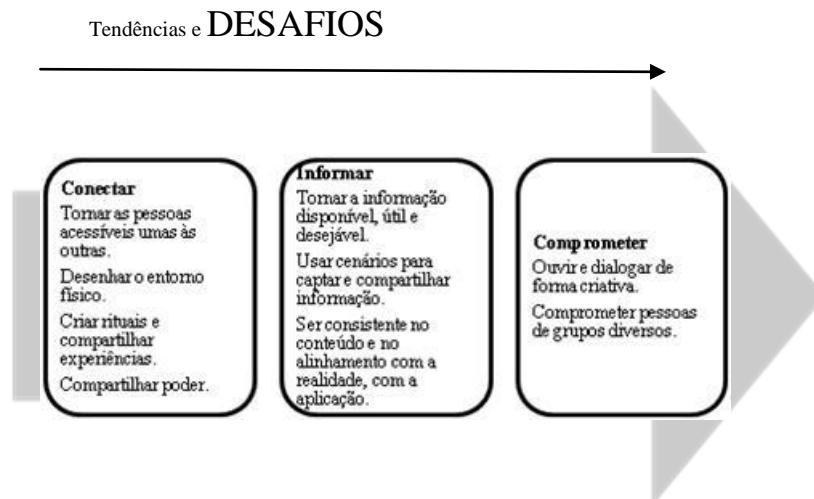 Tendências e DESAFIOS
Conectar
Tornar as pessoas
acessíveis umas às
outras.
Desenhar o entorno
físico.
Criar rituais e
compartilhar
experiências.
Compartilhar poder.
Informar
Tornar a informação
disponível, útil e
desejável.
Usar cenários para
captar e compartilhar
informação.
Ser consistente no
conteúdo e no
alinhamento com a
realidade, com a
aplicação.
Comprometer
Ouvir e dialogar de
forma criativa.
Comprometer pessoas
de grupos diversos.